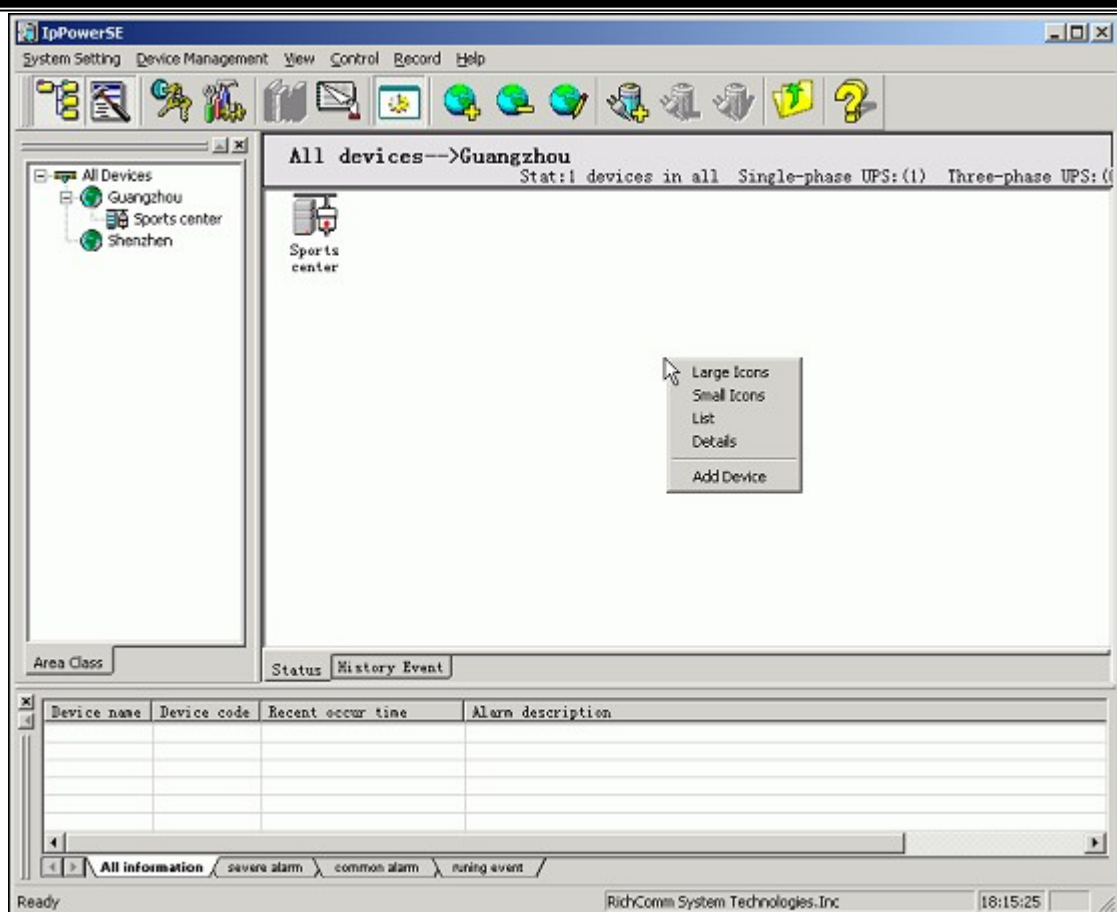 IpPowerSE
System Setting Device Management View Control Record Help
All Devices
Guangzhou
Sports center
Shenzhen
Area Class
All devices-->Guangzhou
Stat:1 devices in all Single-phase UPS:(1) Three-phase UPS:(
Sports
center
Large Icons
Small Icons
List
Details
Add Device
Status History Event
Device name Device code Recent occur time Alarm description
All information severe alarm common alarm runing event
Ready RichComm System Technologies.Inc 18:15:25